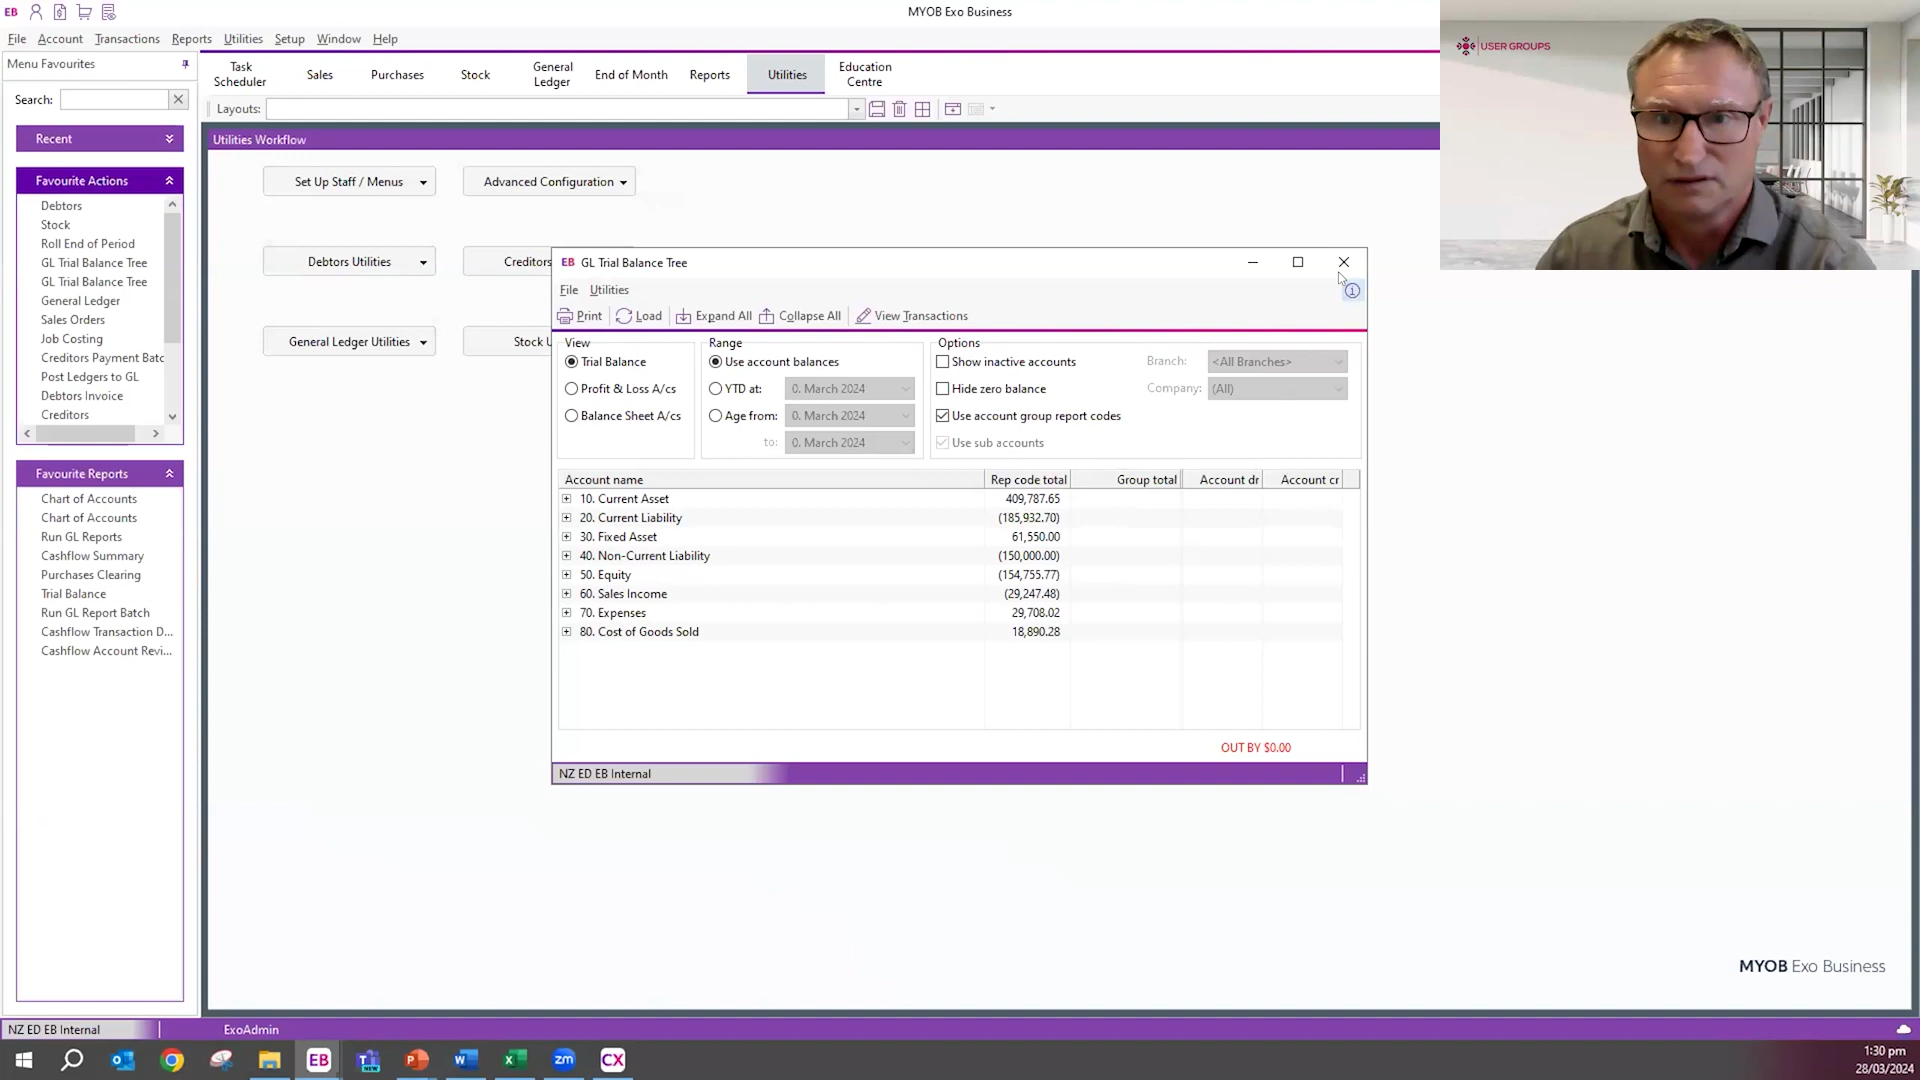 EB
MYOB Exo Business
File Account Transactions Reports Utilities Setup Window Help
USER GROUPS
Menu Favourites
Search:
Task Scheduler
Sales
Purchases
Stock
General Ledger
End of Month
Reports
Utilities
Education Centre
Layouts:
Recent
Favourite Actions
Debtors
Stock
Roll End of Period
GL Trial Balance Tree
GL Trial Balance Tree
General Ledger
Sales Orders
Job Costing
Creditors Payment Batc
Post Ledgers to GL
Debtors Invoice
Creditors
Favourite Reports
Chart of Accounts
Chart of Accounts
Run GL Reports
Cashflow Summary
Purchases Clearing
Trial Balance
Run GL Report Batch
Cashflow Transaction D...
Cashflow Account Revi...
Utilities Workflow
Set Up Staff / Menus
Advanced Configuration
Debtors Utilities
Creditors
General Ledger Utilities
Stock U
EB GL Trial Balance Tree
File Utilities
Print Load Expand All Collapse All View Transactions
View
Trial Balance
Profit & Loss A/cs
Balance Sheet A/cs
Range
Use account balances
YTD at: 0. March 2024
Age from: 0. March 2024
to: 0. March 2024
Options
Show inactive accounts
Hide zero balance
Use account group report codes
Use sub accounts
Branch: <All Branches>
Company: (All)
Account name Rep code total Group total Account dr Account cr
10. Current Asset 409,787.65
20. Current Liability (185,932.70)
30. Fixed Asset 61,550.00
40. Non-Current Liability (150,000.00)
50. Equity (154,755.77)
60. Sales Income (29,247.48)
70. Expenses 29,708.02
80. Cost of Goods Sold 18,890.28
OUT BY $0.00
NZ ED EB Internal
MYOB Exo Business
NZ ED EB Internal ExoAdmin
EB
NEW
zm
CX
1:30 pm
28/03/2024